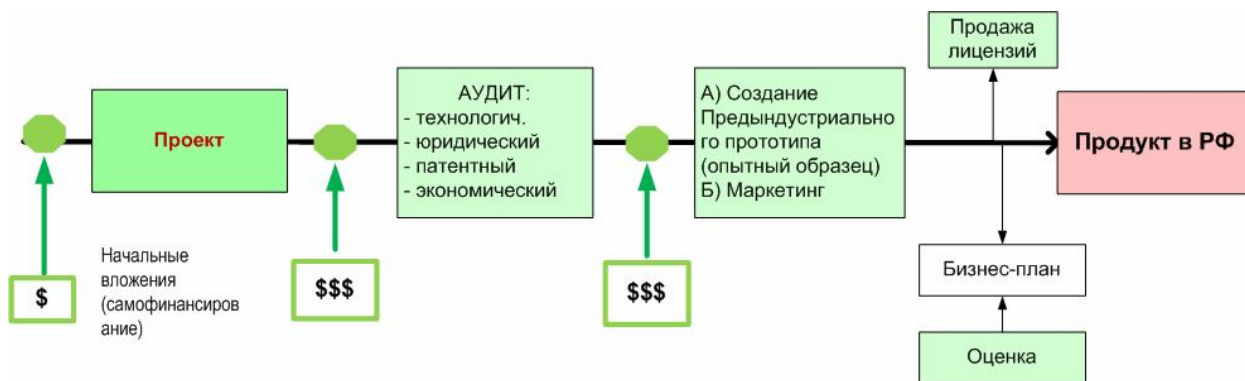 Продажа
лицензий
Проект
АУДИТ:
- технологич.
- юридический
- патентный
- экономический
А) Создание
Предындустриально
го прототипа
(опытный образец)
Б) Маркетинг
Продукт в РФ
$
Начальные
вложения
(самофинансиров
ание)
$$$
$$$
Бизнес-план
Оценка